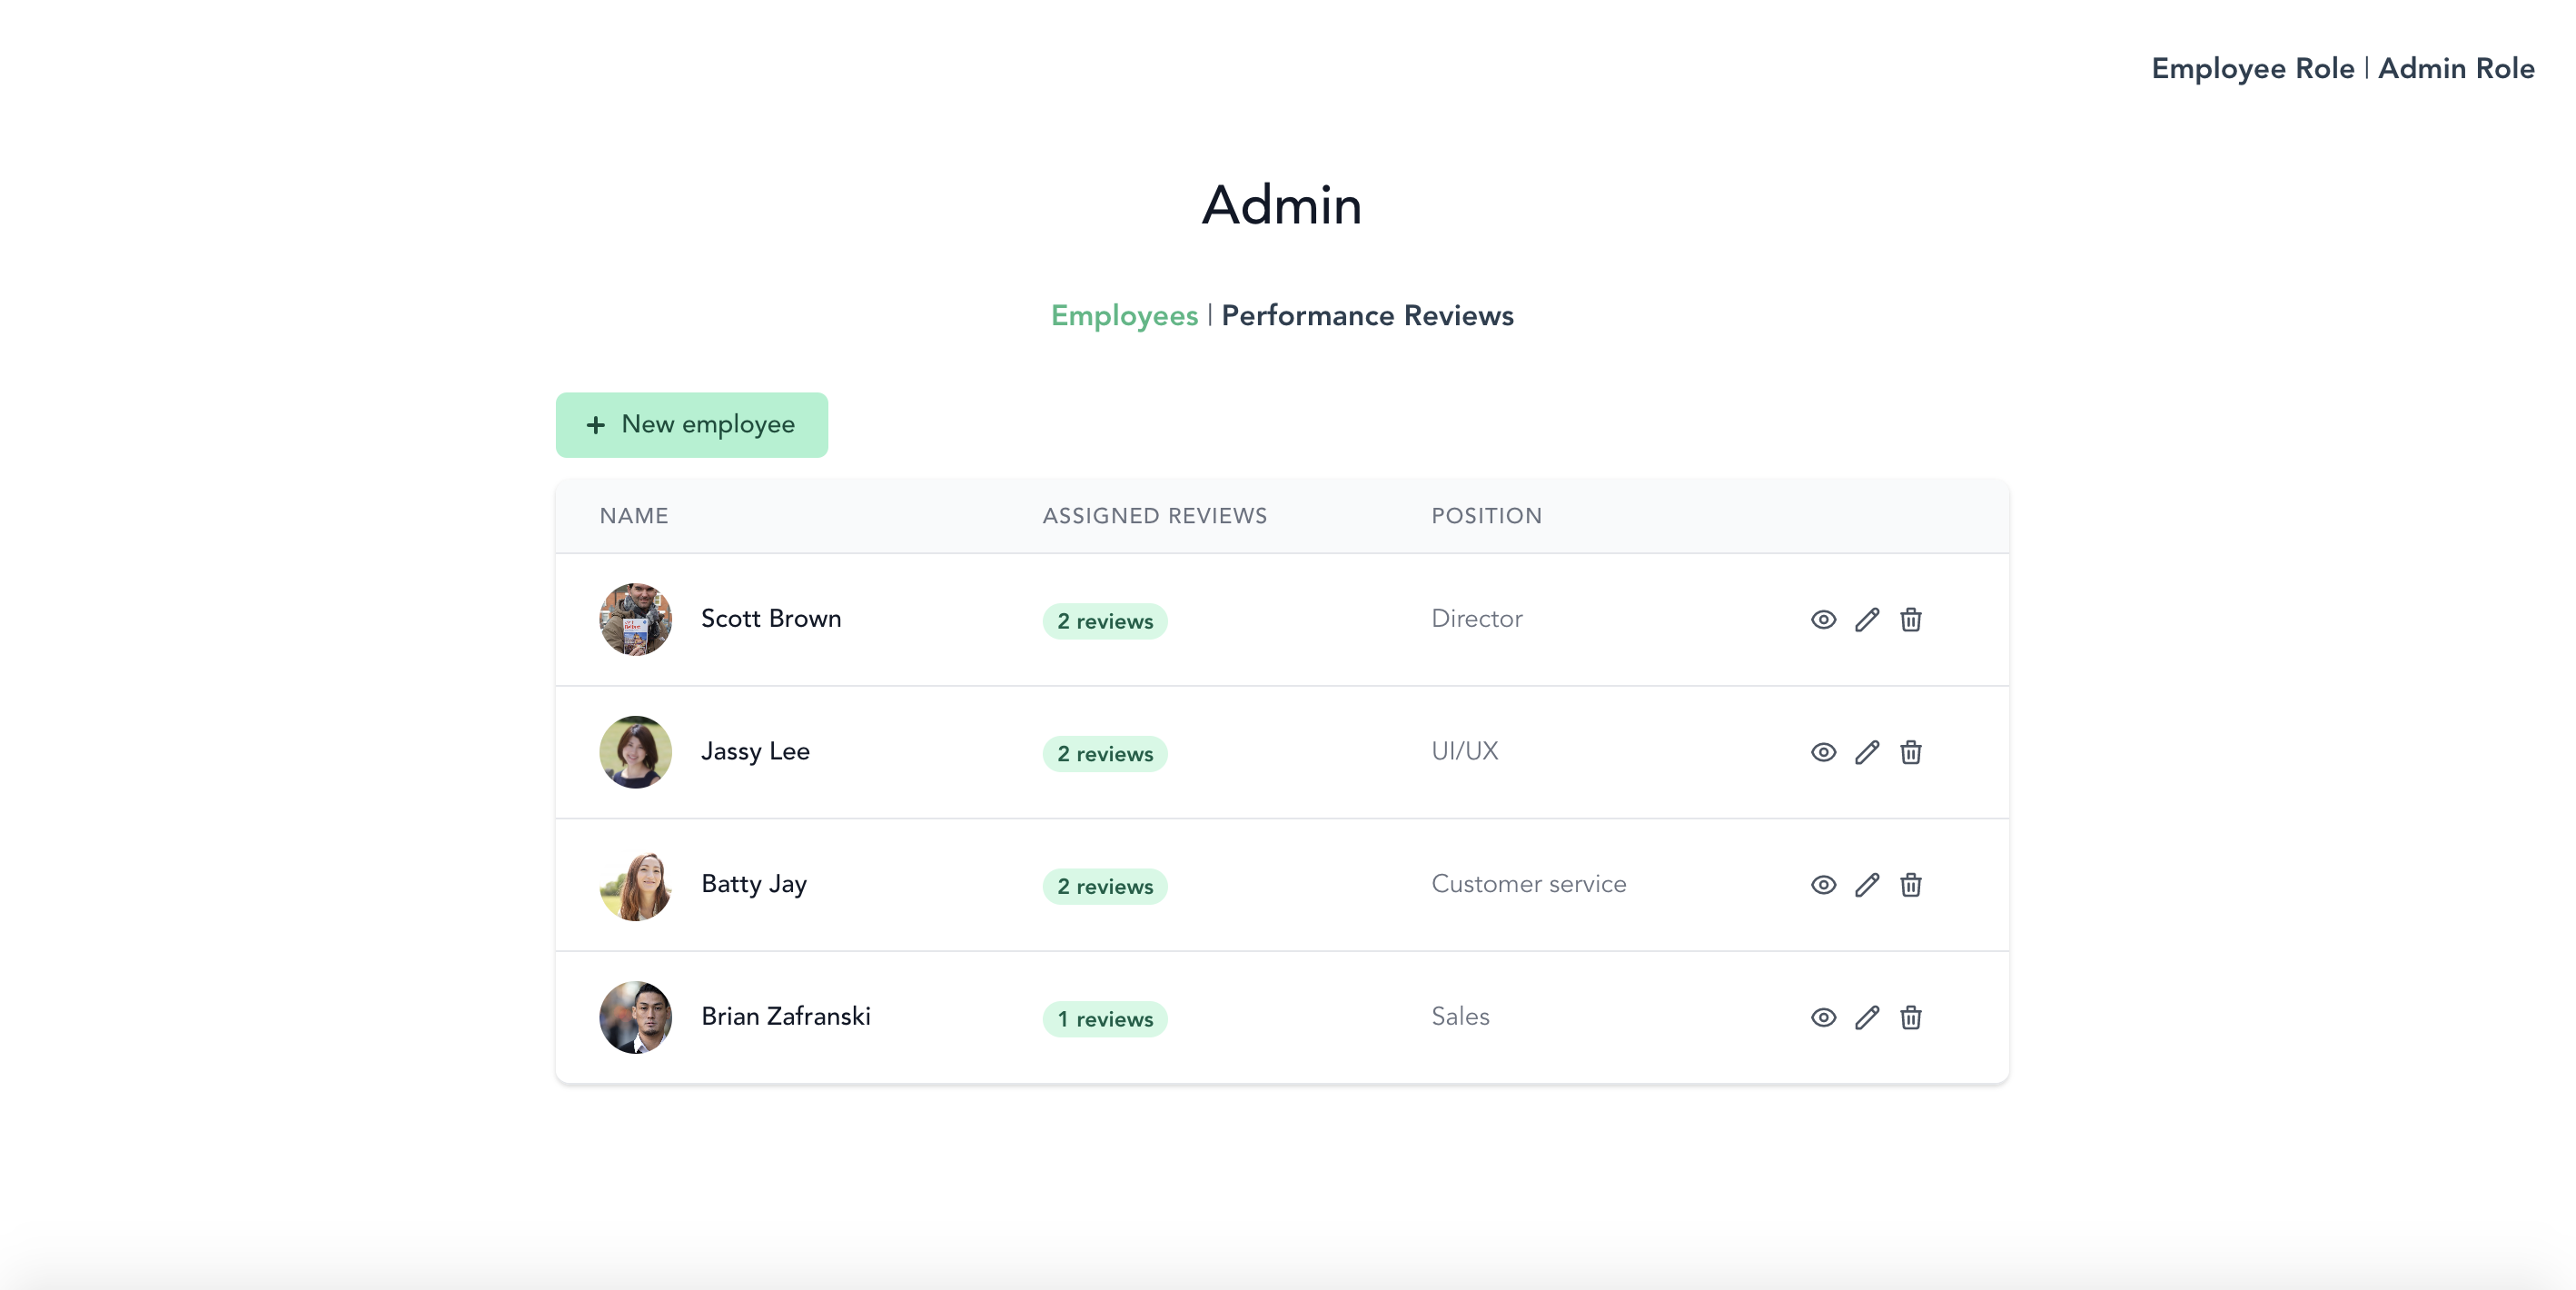 Employee Role | Admin Role
Admin
Employees | Performance Reviews
+ New employee
NAME ASSIGNED REVIEWS POSITION
Scott Brown 2 reviews Director
Jassy Lee 2 reviews UI/UX
Batty Jay 2 reviews Customer service
Brian Zafranski 1 reviews Sales